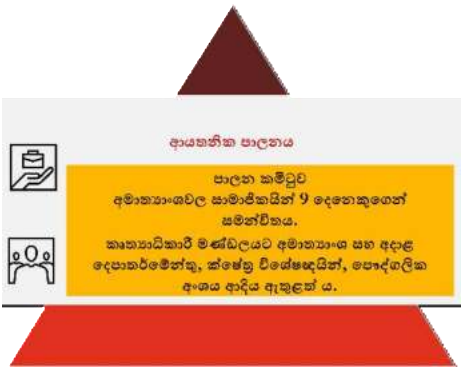 ආයතනික පාලනය
පාලන කමිටුව
අමාත්‍යාංශවල සාමාජිකයින් 9 දෙනෙකුගෙන්
සමන්විතය.
කෘත්‍යාධිකාරී මණ්ඩලයට අමාත්‍යාංශ සහ අදාළ
දෙපාර්තමේන්තු, ක්ෂේත්‍ර විශේෂඥයින්, පෞද්ගලික
අංශය ආදිය ඇතුළත් ය.